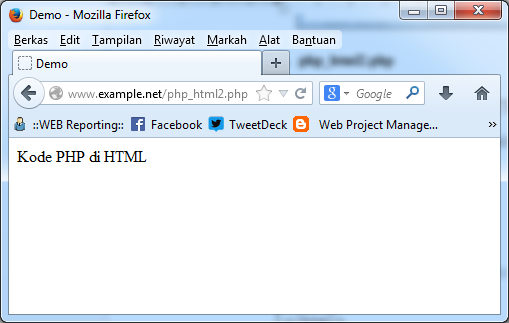 Demo - Mozilla Firefox
Berkas Edit Tampilan Riwayat Markah Alat Bantuan
Demo
www.example.net/php_html2.php Google
::WEB Reporting:: Facebook TweetDeck Web Project Manage... »
Kode PHP di HTML